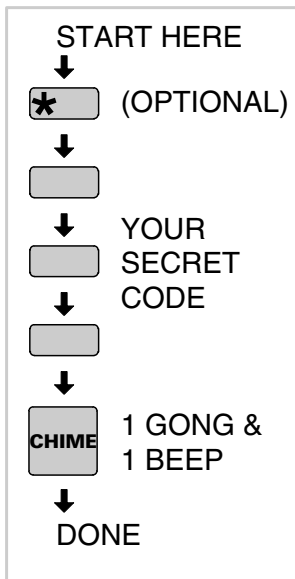 START HERE
* (OPTIONAL)
YOUR
SECRET
CODE
CHIME
1 GONG &
1 BEEP
DONE